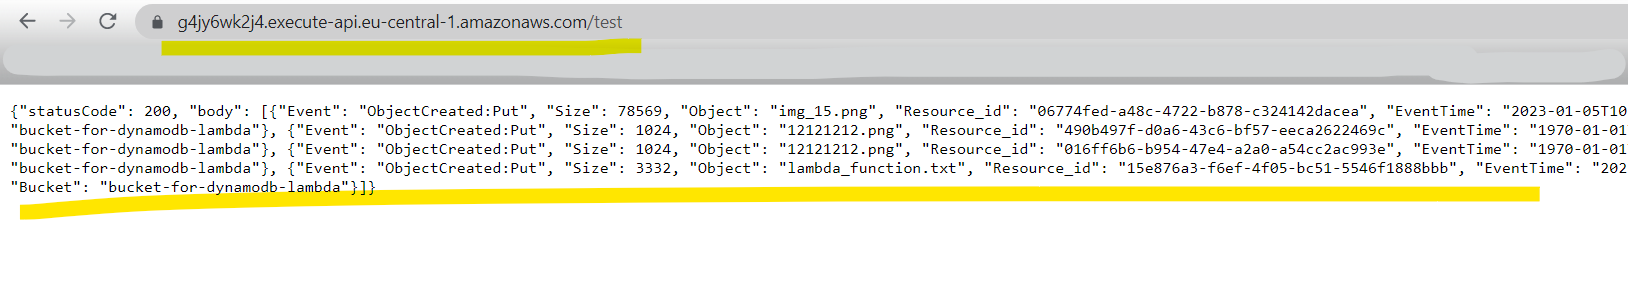 g4jy6wk2j4.execute-api.eu-central-1.amazonaws.com/test
{"statusCode": 200, "body": [{"Event": "ObjectCreated:Put", "Size": 78569, "Object": "img_15.png", "Resource_id": "06774fed-a48c-4722-b878-c324142dacea", "EventTime": "2023-01-05T10
"bucket-for-dynamodb-lambda"}, {"Event": "ObjectCreated:Put", "Size": 1024, "Object": "12121212.png", "Resource_id": "490b497f-d0a6-43c6-bf57-eeca2622469c", "EventTime": "1970-01-01
"bucket-for-dynamodb-lambda"}, {"Event": "ObjectCreated:Put", "Size": 1024, "Object": "12121212.png", "Resource_id": "016ff6b6-b954-47e4-a2a0-a54cc2ac993e", "EventTime": "1970-01-01
"bucket-for-dynamodb-lambda"}, {"Event": "ObjectCreated:Put", "Size": 3332, "Object": "lambda_function.txt", "Resource_id": "15e876a3-f6ef-4f05-bc51-5546f1888bbb", "EventTime": "202
"Bucket": "bucket-for-dynamodb-lambda"}]}